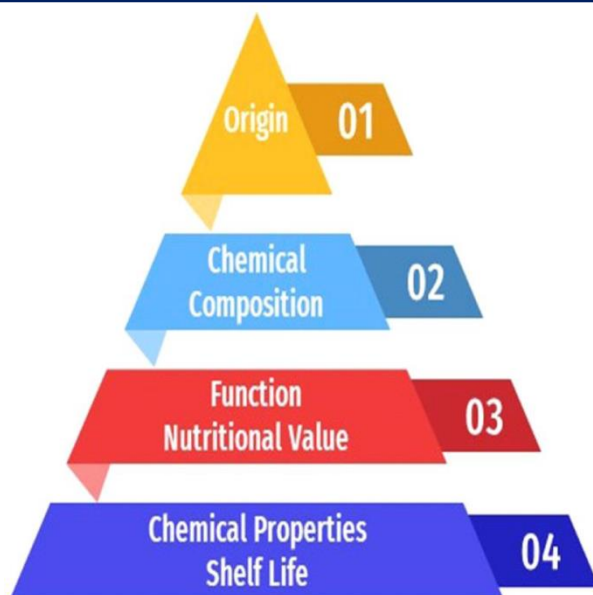 Origin 01
Chemical
Composition 02
Function
Nutritional Value 03
Chemical Properties
Shelf Life 04